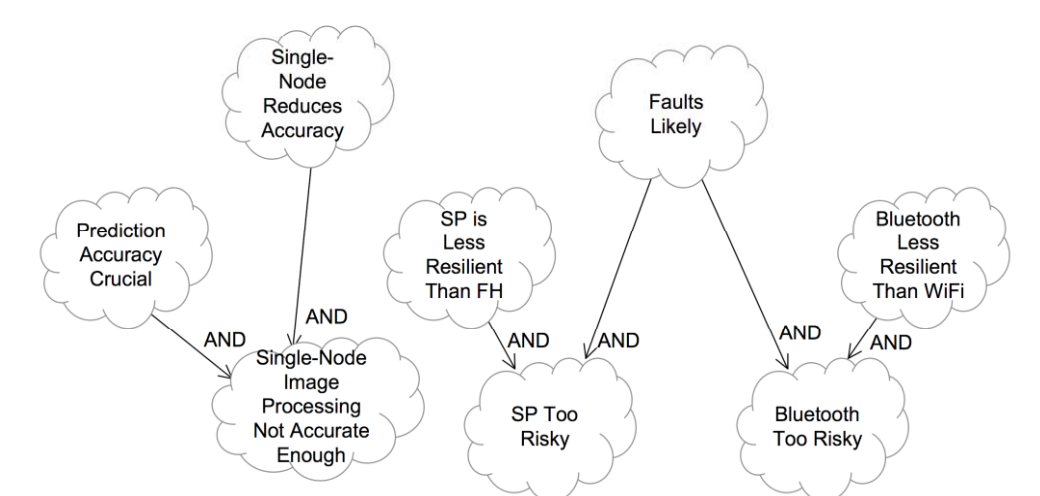 Single-
Node
Reduces
Accuracy
Faults
Likely
Prediction
Accuracy
Crucial
SP is
Less
Resilient
Than FH
Bluetooth
Less
Resilient
Than WiFi
AND
AND
AND
AND
AND
AND
Single-Node
Image
Processing
Not Accurate
Enough
SP Too
Risky
Bluetooth
Too Risky